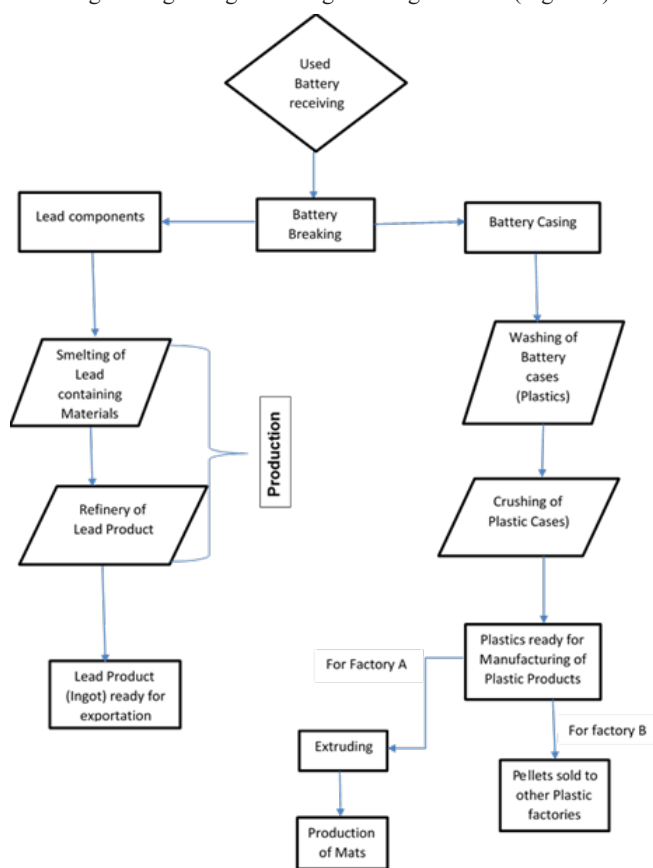 Used
Battery
receiving
Lead components
Battery
Breaking
Battery Casing
Smelting of
Lead
containing
Materials
Washing of
Battery
cases
(Plastics)
Production
Refinery of
Lead Product
Crushing of
Plastic Cases)
Lead Product
(Ingot) ready for
exportation
For Factory A
Plastics ready for
Manufacturing of
Plastic Products
For factory B
Extruding
Pellets sold to
other Plastic
factories
Production
of Mats